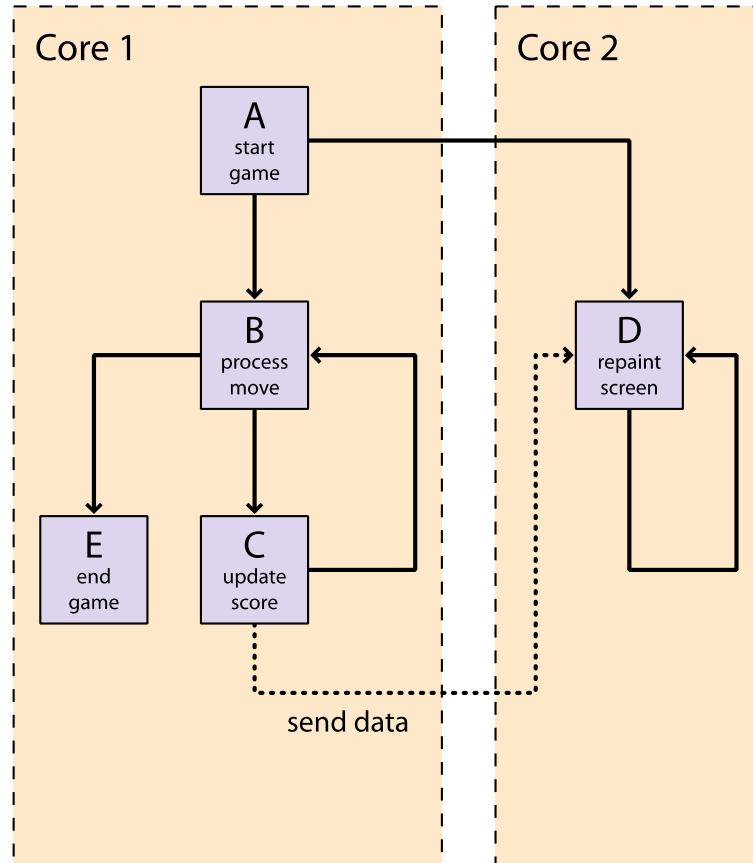 Core 1
Core 2
A
start
game
B
process
move
D
repaint
screen
E
end
game
C
update
score
send data